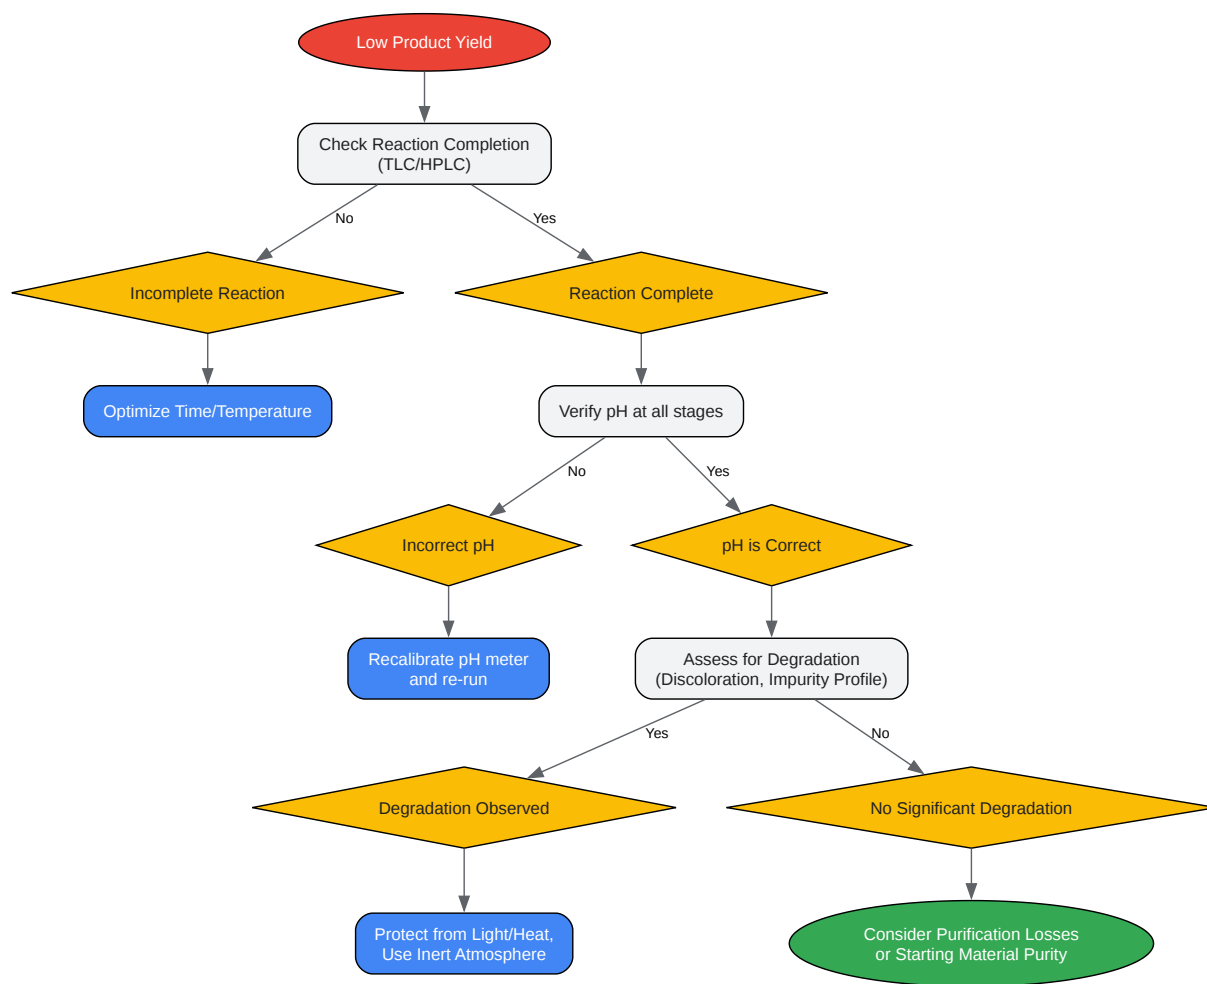 Low Product Yield
Check Reaction Completion
(TLC/HPLC)
No
Yes
Incomplete Reaction
Reaction Complete
Optimize Time/Temperature
Verify pH at all stages
No
Yes
Incorrect pH
pH is Correct
Recalibrate pH meter
and re-run
Assess for Degradation
(Discoloration, Impurity Profile)
Yes
No
Degradation Observed
No Significant Degradation
Protect from Light/Heat,
Use Inert Atmosphere
Consider Purification Losses
or Starting Material Purity